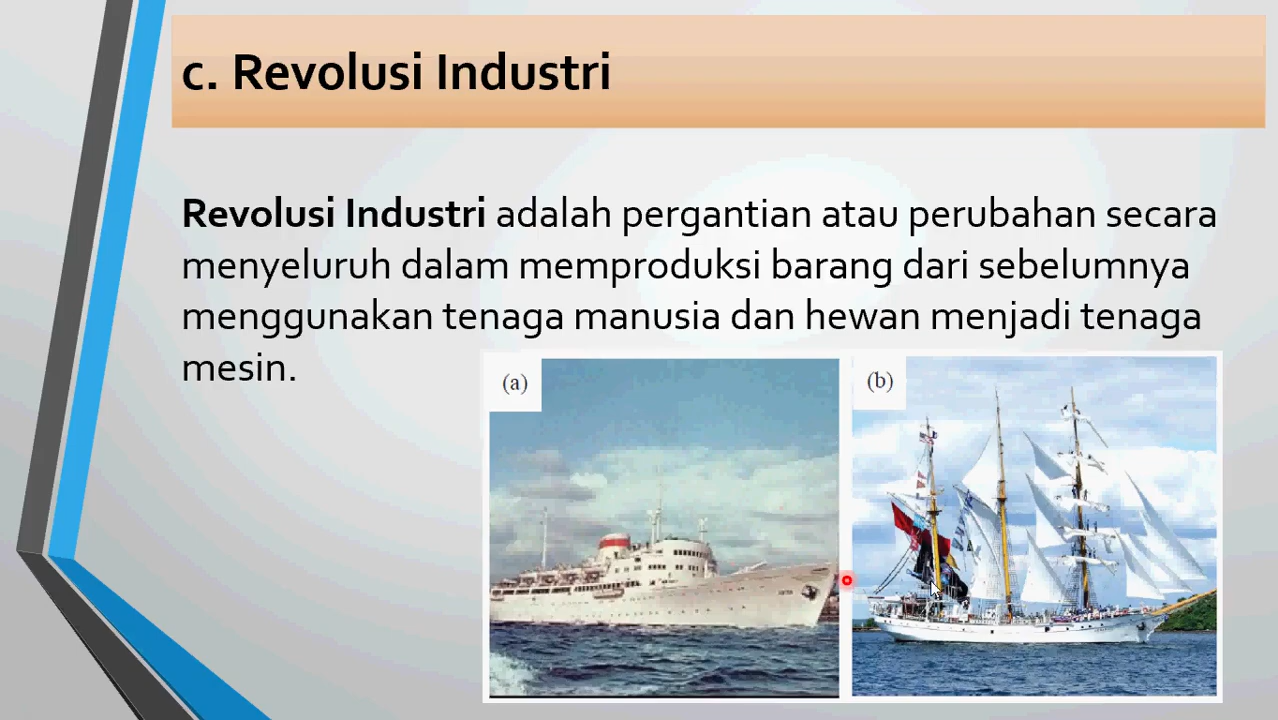 c. Revolusi Industri
Revolusi Industri adalah pergantian atau perubahan secara
menyeluruh dalam memproduksi barang dari sebelumnya
menggunakan tenaga manusia dan hewan menjadi tenaga
mesin.
(a)
(b)